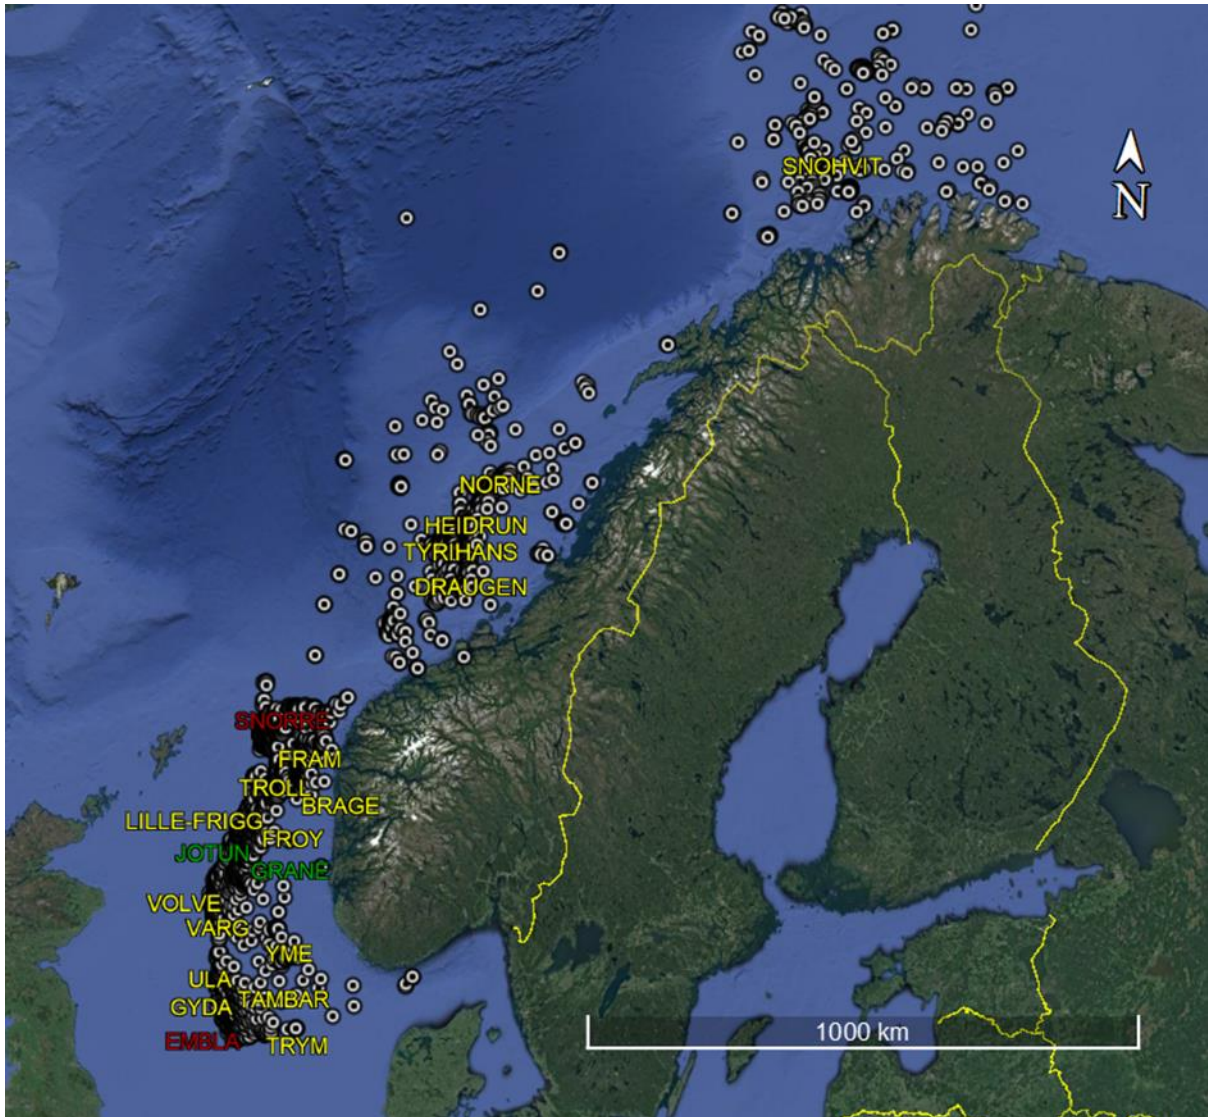 SNOHVIT
N
NORNE
HEIDRUN
TYRIHANS
DRAUGEN
SNORRE
FRAM
TROLL
BRAGE
LILLE-FRIGG
FROY
JOTUN
GRANE
VOLVE
VARG
YME
ULA
TAMBAR
GYDA
1000 km
EMBLA
TRYM